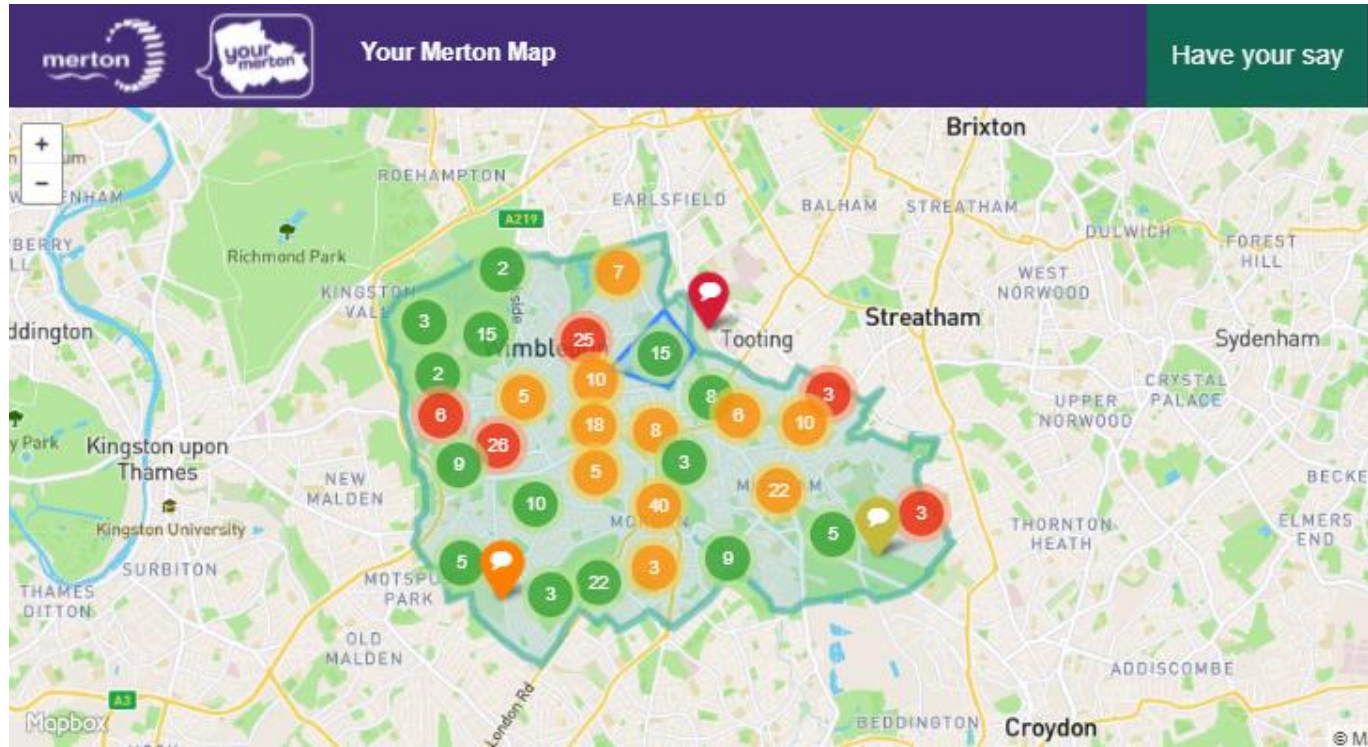 merton
your
merton
Your Merton Map
Have your say
+
−
Brixton
ROEHAMPTON
EARLSFIELD
BALHAM
STREATHAM
A219
DULWICH
FOREST
HILL
Richmond Park
2
7
WEST
NORWOOD
KINGSTON
VALE
3
15
25
15
Tooting
Streatham
Sydenham
2
10
CRYSTAL
PALACE
5
8
3
UPPER
NORWOOD
6
18
8
6
10
Kingston upon
Thames
26
9
5
3
NEW
MALDEN
22
10
40
3
Kingston University
5
THORNTON
HEATH
ELMERS
END
SURBITON
5
9
MOTSPUR
PARK
3
22
3
THAMES
DITTON
OLD
MALDEN
ADDISCOMBE
A3
London Rd
Mapbox
BEDDINGTON
Croydon